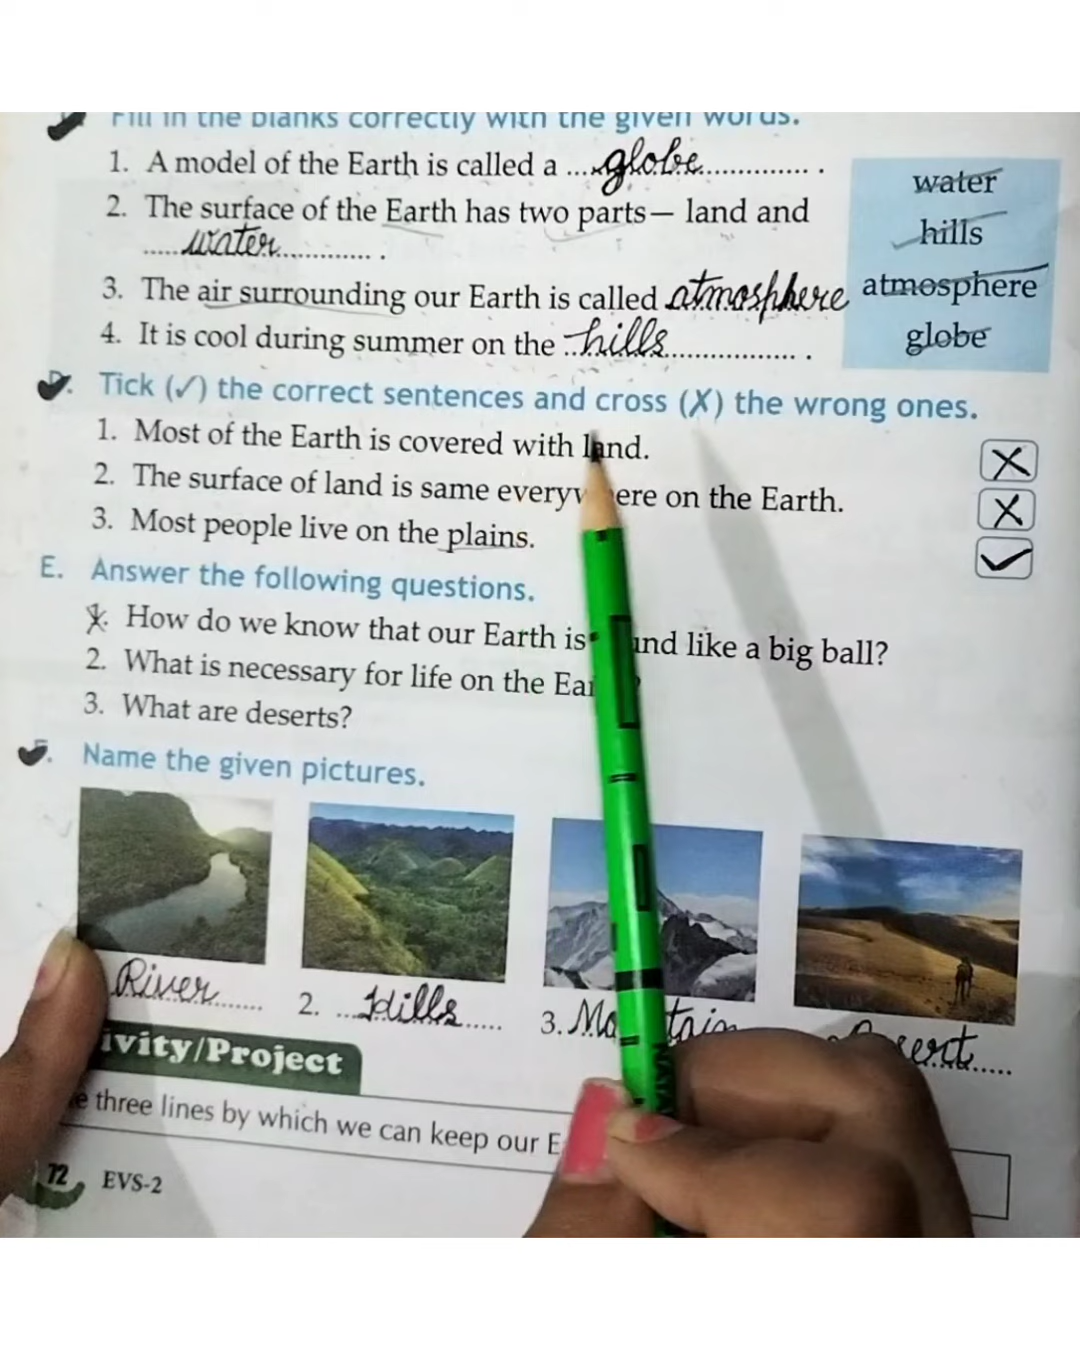 Fill in the blanks correctly with the given words.
1. A model of the Earth is called a ....globe............... .
2. The surface of the Earth has two parts— land and
.....water............. .
3. The air surrounding our Earth is called atmosphere
4. It is cool during summer on the ...hills.................. .
water
hills
atmosphere
globe
D. Tick (✓) the correct sentences and cross (X) the wrong ones.
1. Most of the Earth is covered with land. X
2. The surface of land is same everywhere on the Earth. X
3. Most people live on the plains. ✓
E. Answer the following questions.
How do we know that our Earth is like a big ball?
2. What is necessary for life on the
3. What are deserts?
F. Name the given pictures.
River....... 2. ...Hills..... 3. Mountain
ivity/Project
three lines by which we can keep our
72 EVS-2